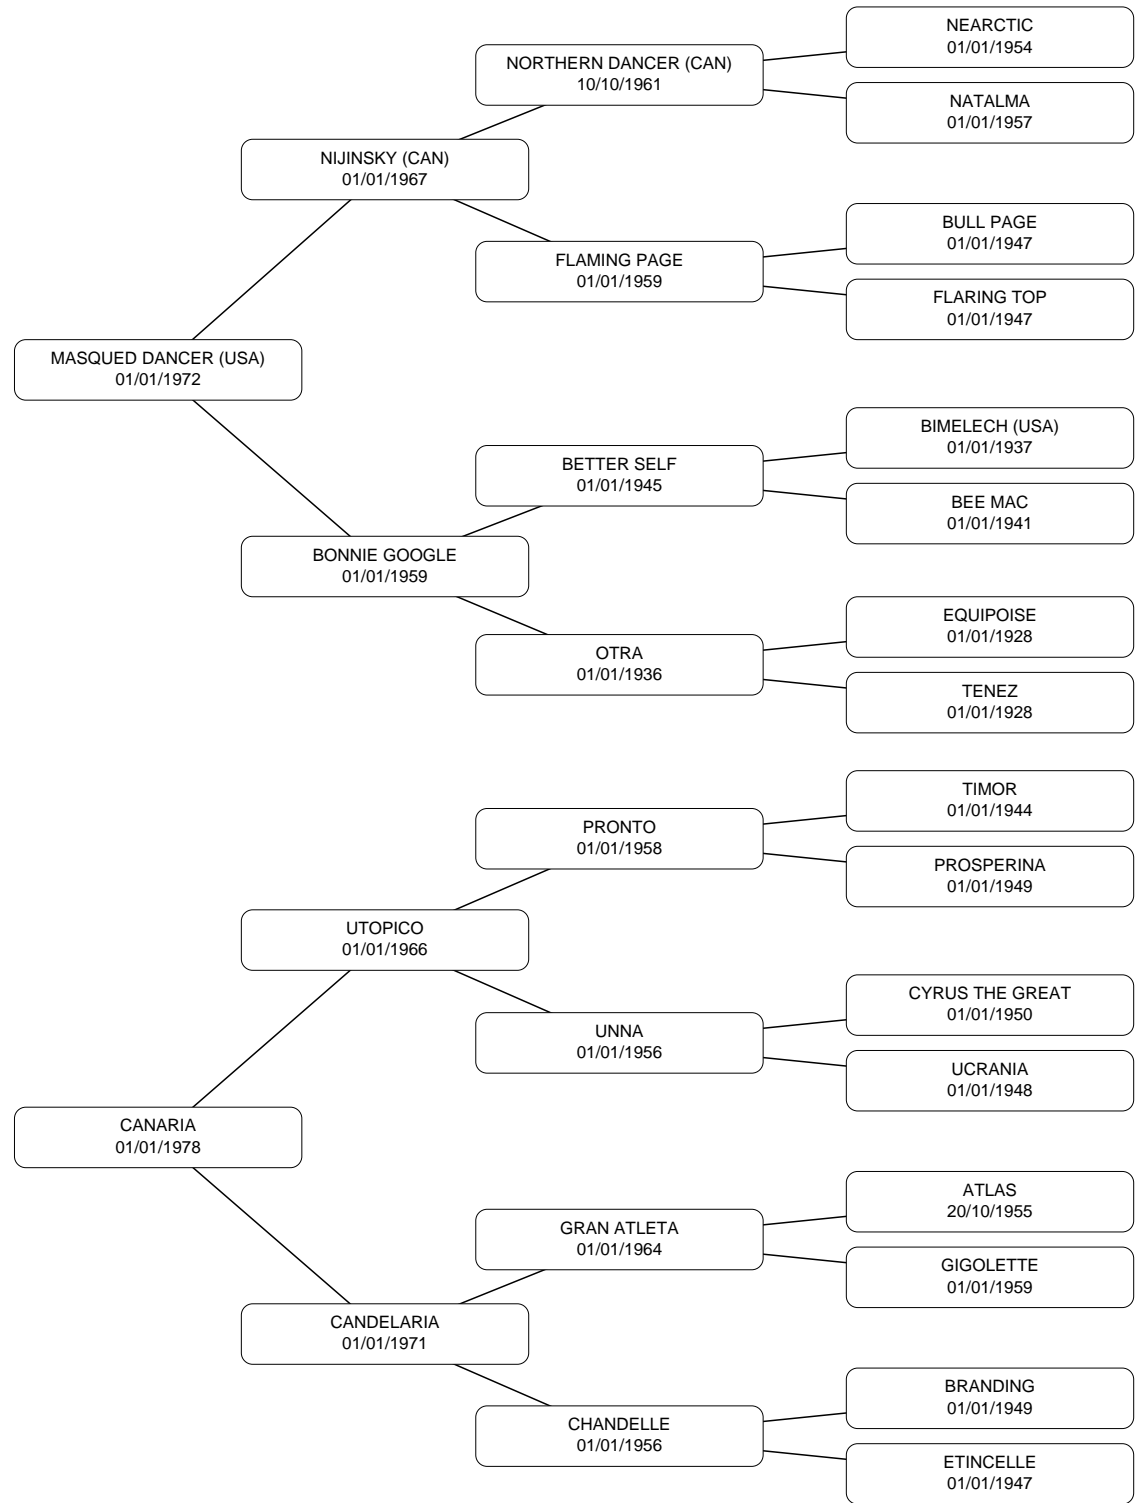 NEARCTIC
01/01/1954
NORTHERN DANCER (CAN)
10/10/1961
NATALMA
01/01/1957
NIJINSKY (CAN)
01/01/1967
BULL PAGE
01/01/1947
FLAMING PAGE
01/01/1959
FLARING TOP
01/01/1947
MASQUED DANCER (USA)
01/01/1972
BIMELECH (USA)
01/01/1937
BETTER SELF
01/01/1945
BEE MAC
01/01/1941
BONNIE GOOGLE
01/01/1959
EQUIPOISE
01/01/1928
OTRA
01/01/1936
TENEZ
01/01/1928
TIMOR
01/01/1944
PRONTO
01/01/1958
PROSPERINA
01/01/1949
UTOPICO
01/01/1966
CYRUS THE GREAT
01/01/1950
UNNA
01/01/1956
UCRANIA
01/01/1948
CANARIA
01/01/1978
ATLAS
20/10/1955
GRAN ATLETA
01/01/1964
GIGOLETTE
01/01/1959
CANDELARIA
01/01/1971
BRANDING
01/01/1949
CHANDELLE
01/01/1956
ETINCELLE
01/01/1947